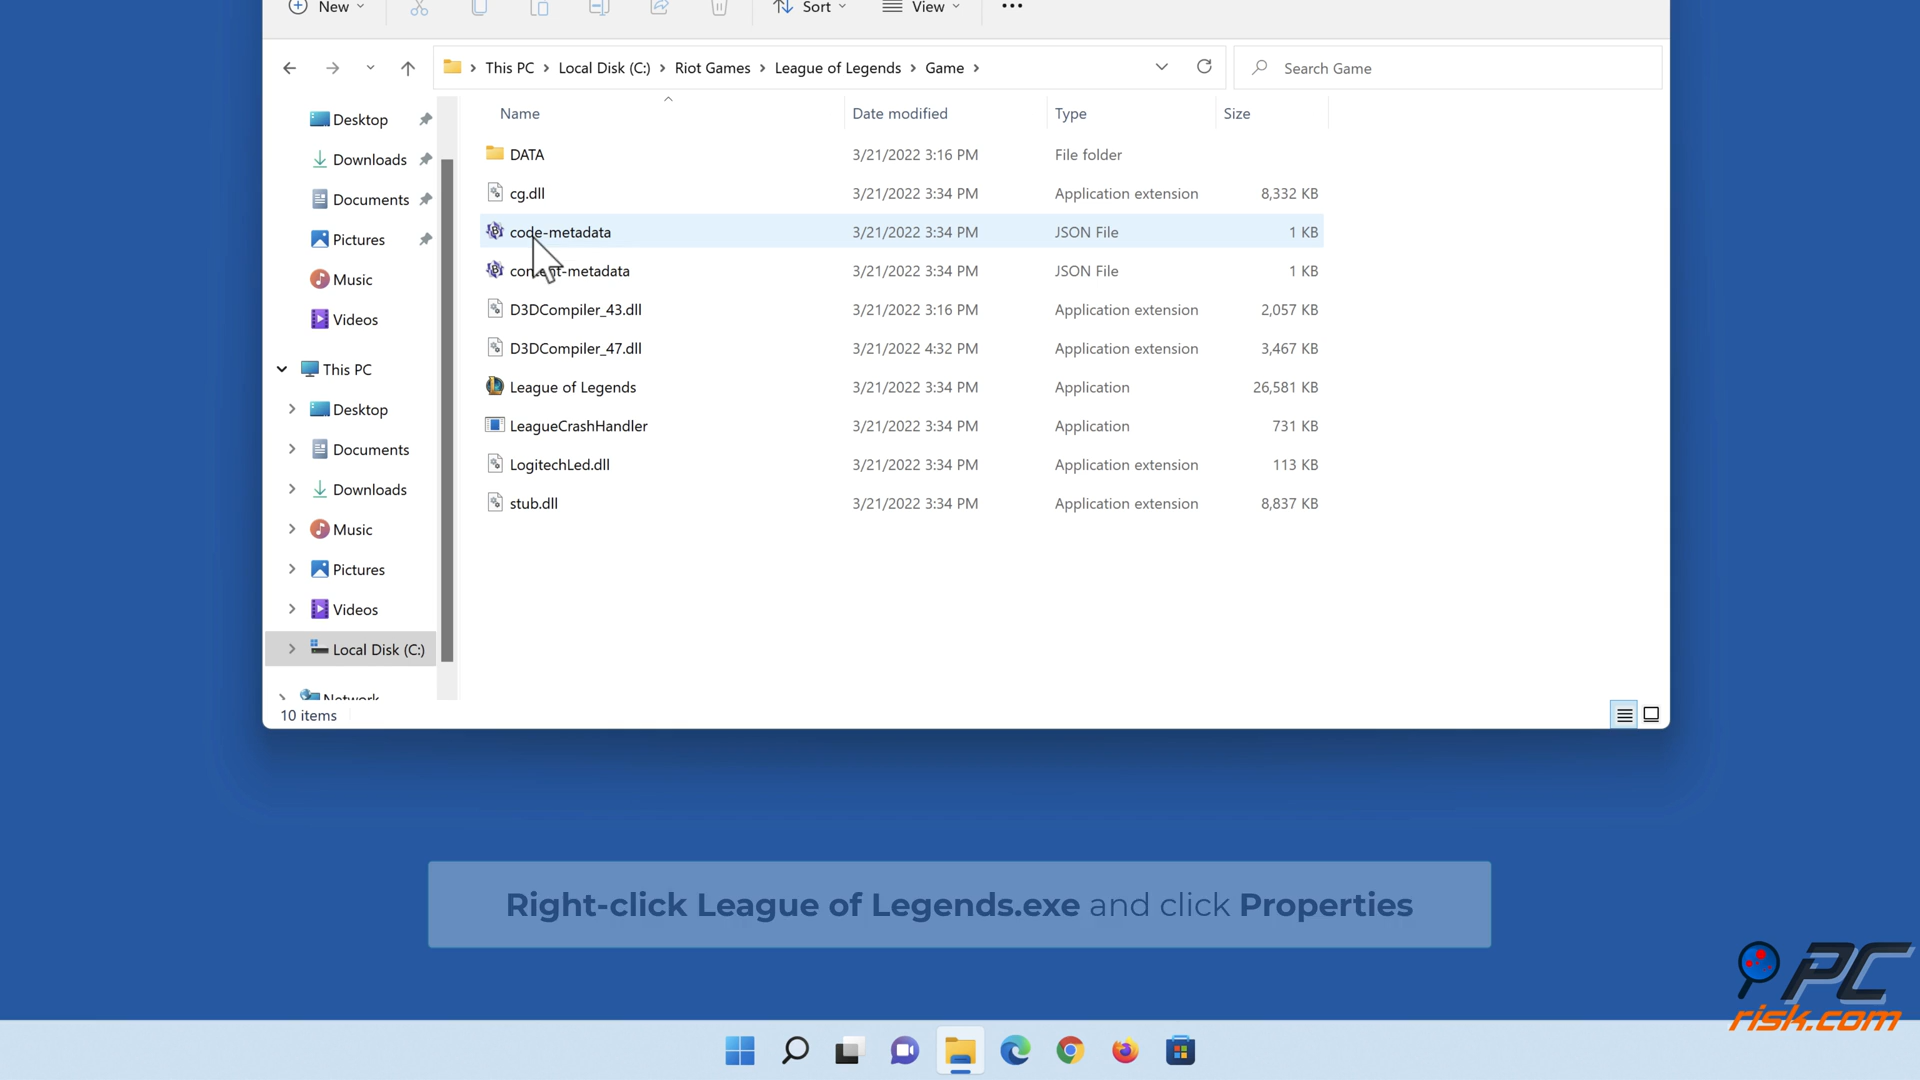 New
Sort
View
This PC
Local Disk (C:)
Riot Games
League of Legends
Game
Search Game
Name
Date modified
Type
Size
Desktop
Downloads
Documents
Pictures
Music
Videos
This PC
Desktop
Documents
Downloads
Music
Pictures
Videos
Local Disk (C:)
Network
DATA 3/21/2022 3:16 PM File folder
cg.dll 3/21/2022 3:34 PM Application extension 8,332 KB
code-metadata 3/21/2022 3:34 PM JSON File 1 KB
content-metadata 3/21/2022 3:34 PM JSON File 1 KB
D3DCompiler_43.dll 3/21/2022 3:16 PM Application extension 2,057 KB
D3DCompiler_47.dll 3/21/2022 4:32 PM Application extension 3,467 KB
League of Legends 3/21/2022 3:34 PM Application 26,581 KB
LeagueCrashHandler 3/21/2022 3:34 PM Application 731 KB
LogitechLed.dll 3/21/2022 3:34 PM Application extension 113 KB
stub.dll 3/21/2022 3:34 PM Application extension 8,837 KB
10 items
Right-click League of Legends.exe and click Properties
PC
risk.com